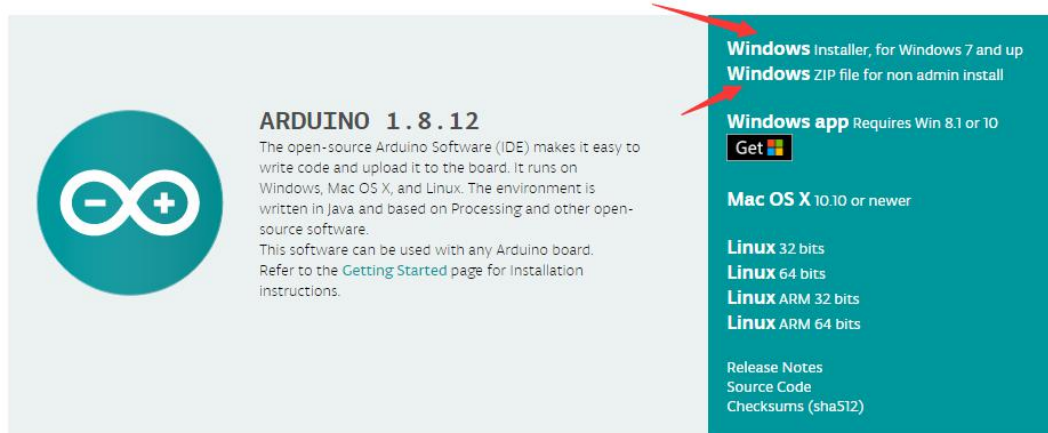 ARDUINO 1.8.12
The open-source Arduino Software (IDE) makes it easy to
write code and upload it to the board. It runs on
Windows, Mac OS X, and Linux. The environment is
written in Java and based on Processing and other open-
source software.
This software can be used with any Arduino board.
Refer to the Getting Started page for Installation
instructions.
Windows Installer, for Windows 7 and up
Windows ZIP file for non admin install
Windows app Requires Win 8.1 or 10
Get
Mac OS X 10.10 or newer
Linux 32 bits
Linux 64 bits
Linux ARM 32 bits
Linux ARM 64 bits
Release Notes
Source Code
Checksums (sha512)